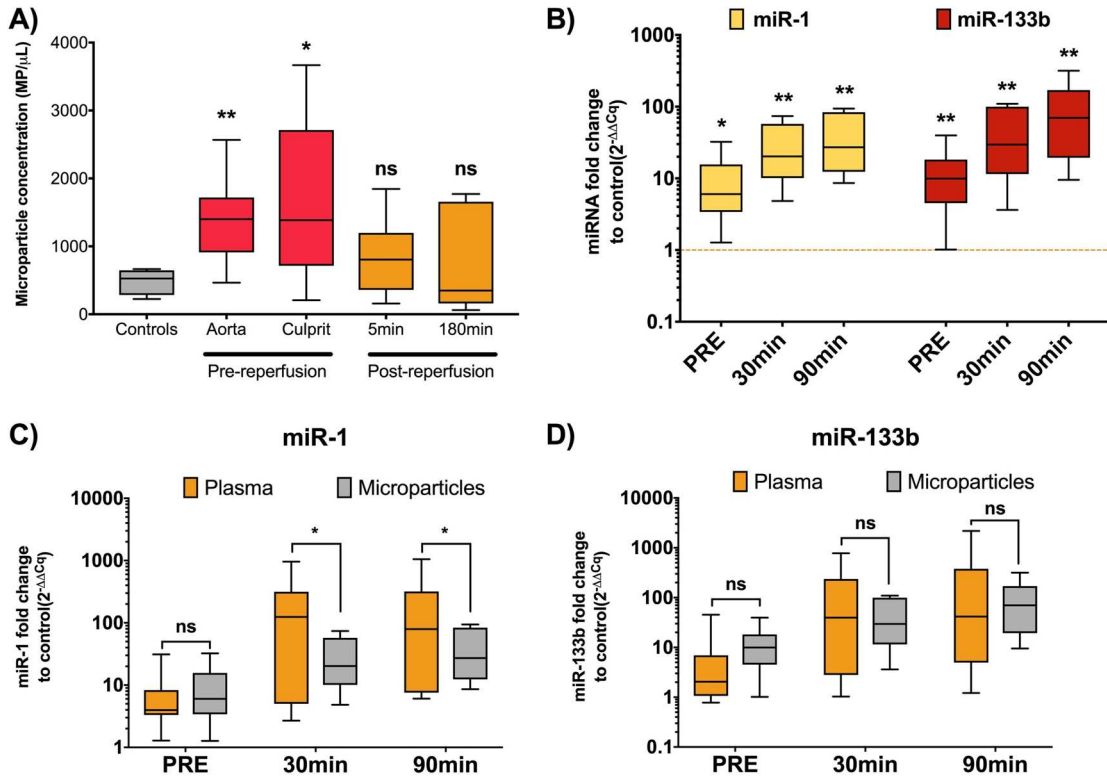 A)
Microparticle concentration (MP/μL)
4000
3000
2000
1000
0
**
*
ns
ns
Controls
Aorta
Culprit
5min
180min
Pre-reperfusion
Post-reperfusion
B)
miR-1
miR-133b
miRNA fold change
to control(2-ΔΔCq)
1000
100
10
1
0.1
*
**
**
**
**
**
PRE
30min
90min
PRE
30min
90min
C)
miR-1
Plasma
Microparticles
miR-1 fold change
to control(2-ΔΔCq)
10000
1000
100
10
1
ns
*
*
PRE
30min
90min
D)
miR-133b
Plasma
Microparticles
miR-133b fold change
to control(2-ΔΔCq)
10000
1000
100
10
1
0.1
ns
ns
ns
PRE
30min
90min